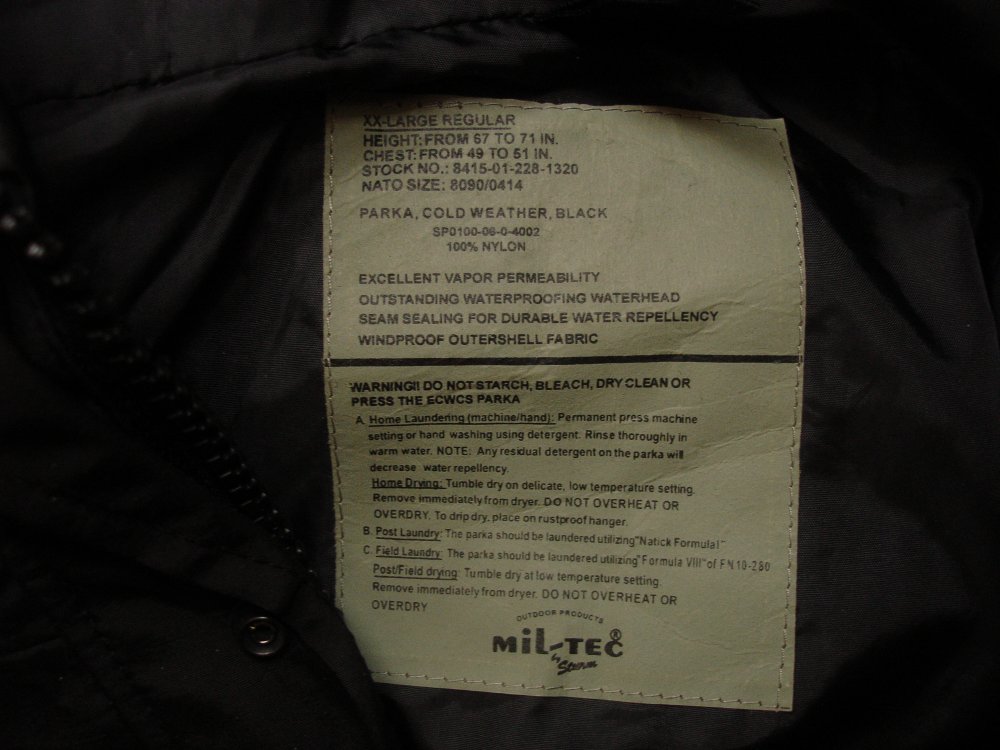 XX-LARGE REGULAR
HEIGHT: FROM 67 TO 71 IN.
CHEST: FROM 49 TO 51 IN.
STOCK NO.: 8415-01-228-1320
NATO SIZE: 8090/0414
PARKA, COLD WEATHER, BLACK
SP0100-06-0-4002
100% NYLON
EXCELLENT VAPOR PERMEABILITY
OUTSTANDING WATERPROOFING WATERHEAD
SEAM SEALING FOR DURABLE WATER REPELLENCY
WINDPROOF OUTERSHELL FABRIC
WARNING!! DO NOT STARCH, BLEACH, DRY CLEAN OR
PRESS THE ECWCS PARKA
A. Home Laundering (machine/hand): Permanent press machine
setting or hand washing using detergent. Rinse thoroughly in
warm water. NOTE: Any residual detergent on the parka will
decrease water repellency.
Home Drying: Tumble dry on delicate, low temperature setting.
Remove immediately from dryer. DO NOT OVERHEAT OR
OVERDRY. To drip dry, place on rustproof hanger.
B. Post Laundry: The parka should be laundered utilizing "Natick Formula I"
C. Field Laundry: The parka should be laundered utilizing "Formula VIII" of FN 10-280
Post/Field drying: Tumble dry at low temperature setting.
Remove immediately from dryer. DO NOT OVERHEAT OR
OVERDRY
OUTDOOR PRODUCTS
MiL-TEC®
by Sturm